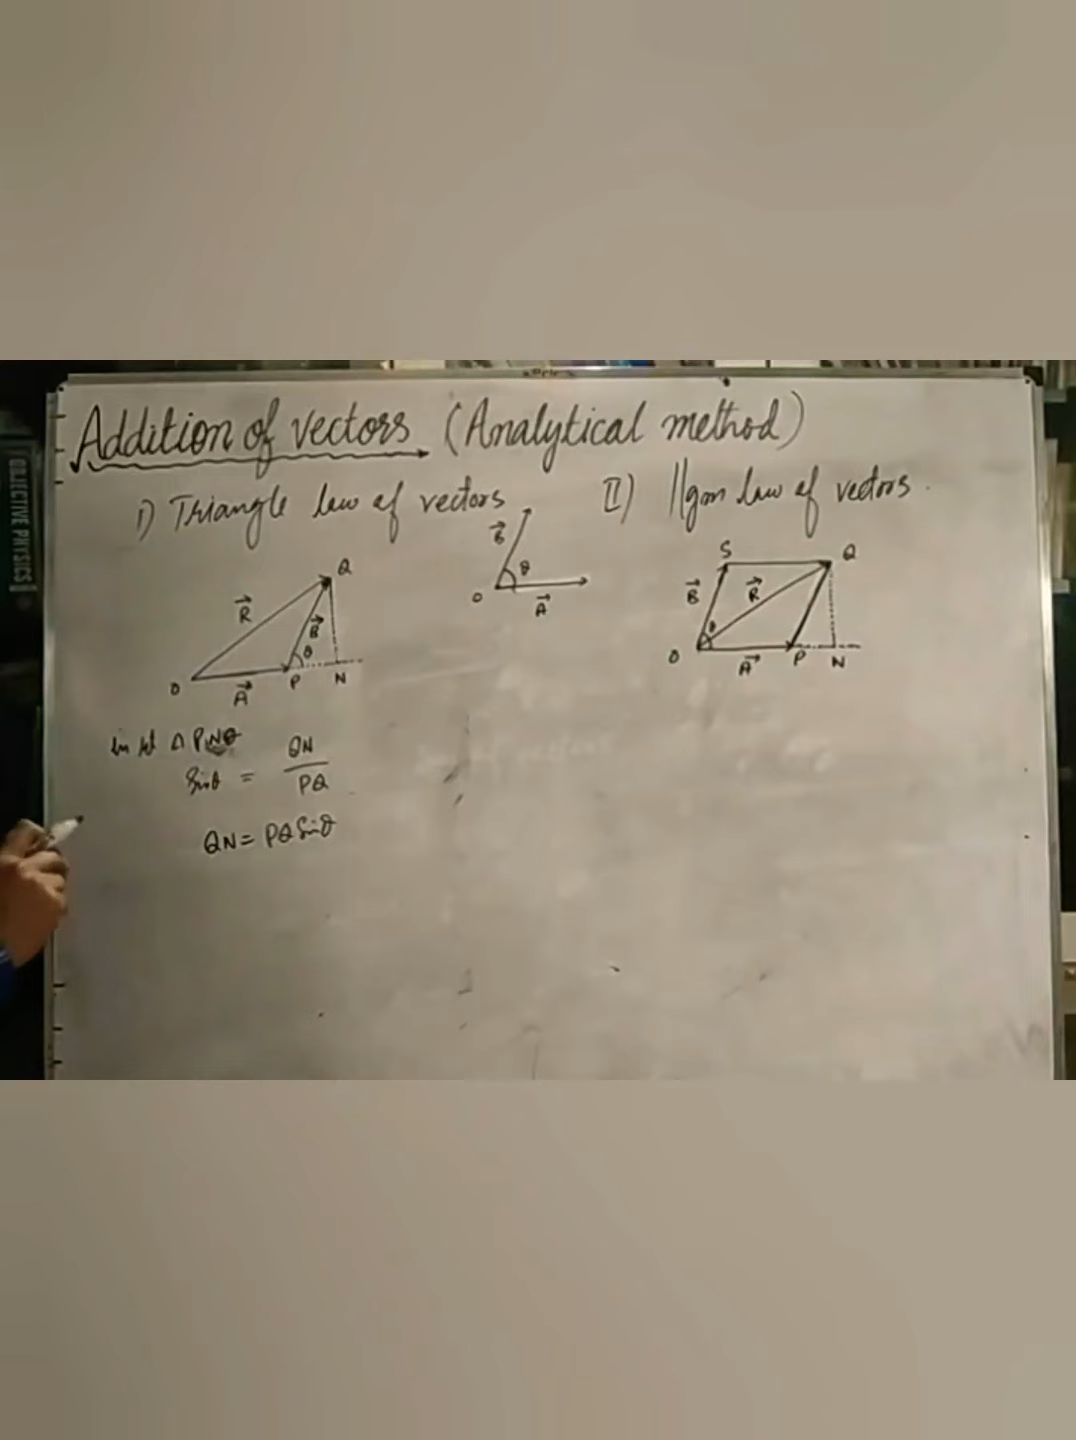 Addition of vectors (Analytical method)
I) Triangle law of vectors
II) ||gm law of vectors.
B⃗
θ
O
A⃗
Q
R⃗
B⃗
θ
O
A⃗
P
N
S
Q
B⃗
R⃗
θ
O
A⃗
P
N
in rt Δ PNQ
Sinθ = QN
PQ
QN = PQ Sinθ
OBJECTIVE PHYSICS